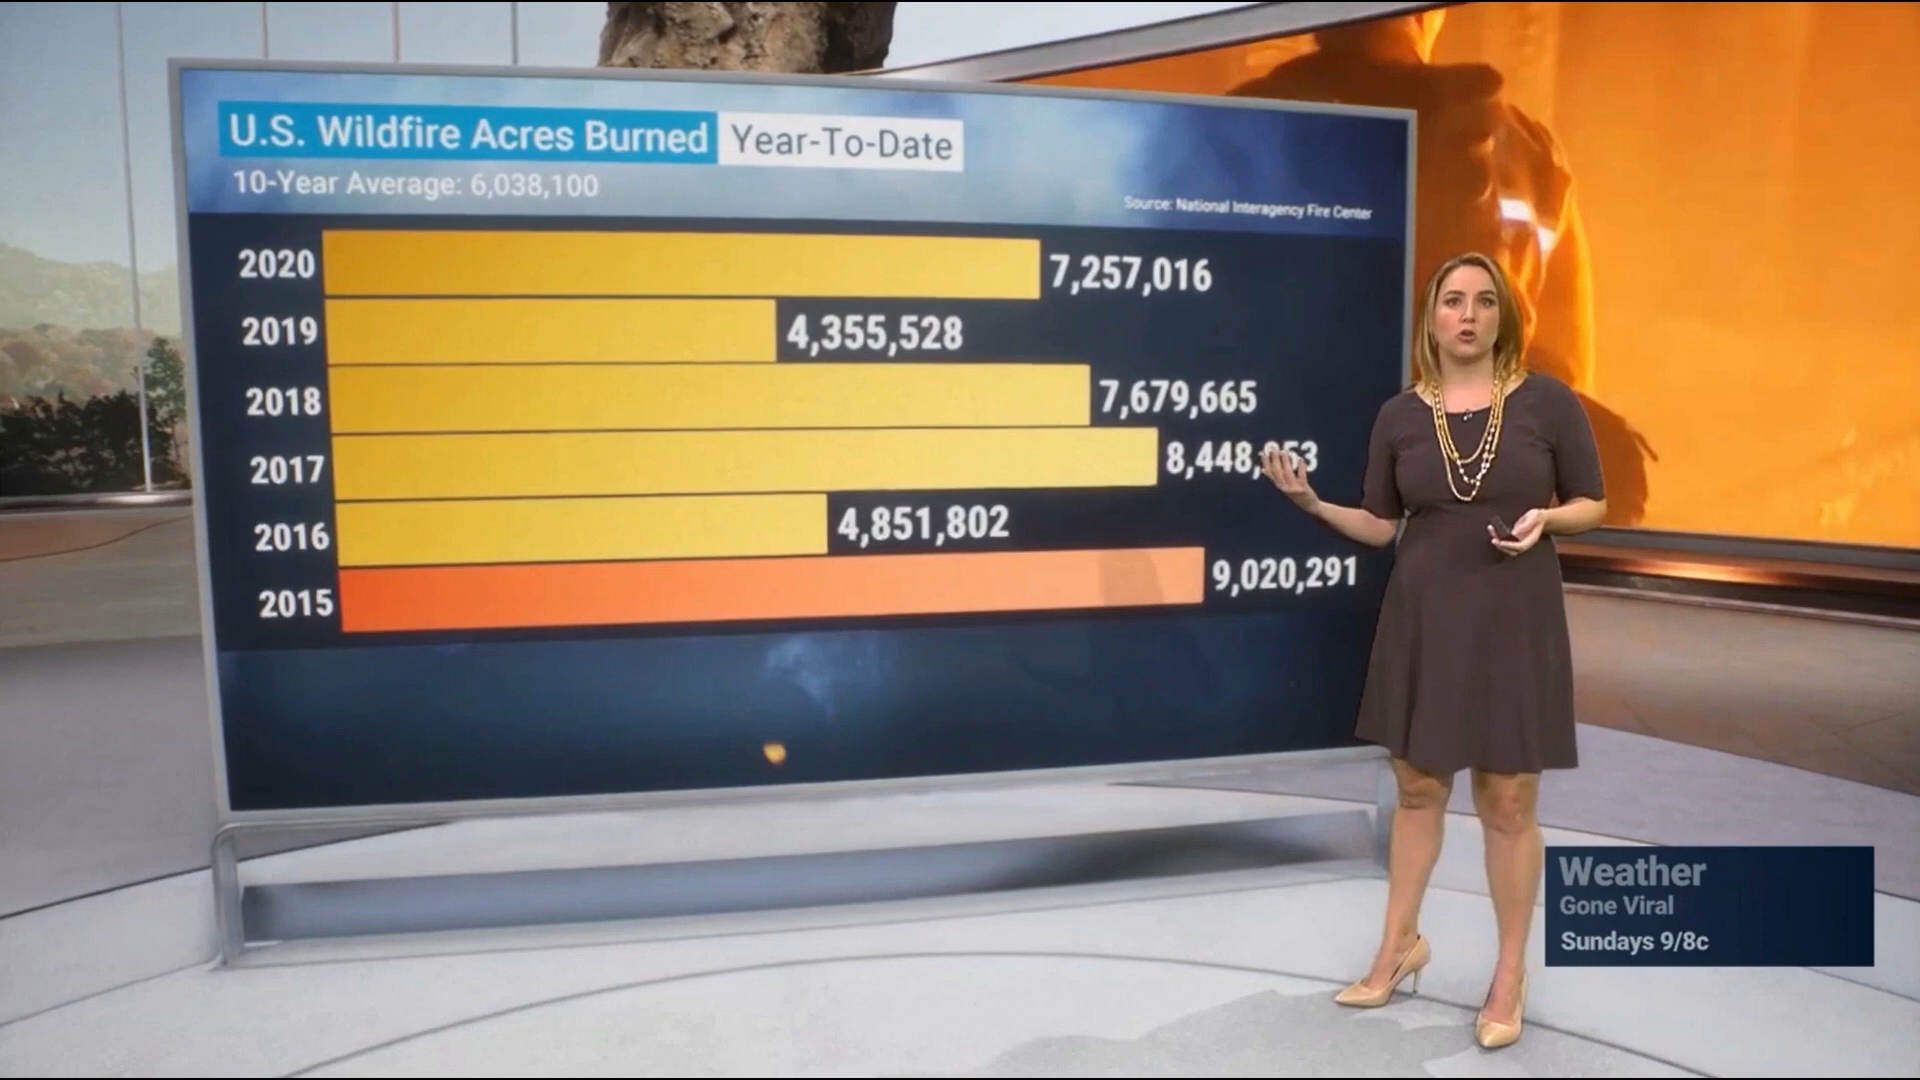 U.S. Wildfire Acres Burned Year-To-Date
10-Year Average: 6,038,100
Source: National Interagency Fire Center
2020 7,257,016
2019 4,355,528
2018 7,679,665
2017
2016 4,851,802
2015 9,020,291
Weather
Gone Viral
Sundays 9/8c